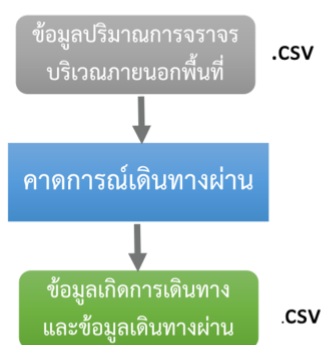 ข้อมูลปริมาณการจราจร
บริเวณภายนอกพื้นที่
.CSV
คาดการณ์เดินทางผ่าน
ข้อมูลเกิดการเดินทาง
และข้อมูลเดินทางผ่าน
.CSV